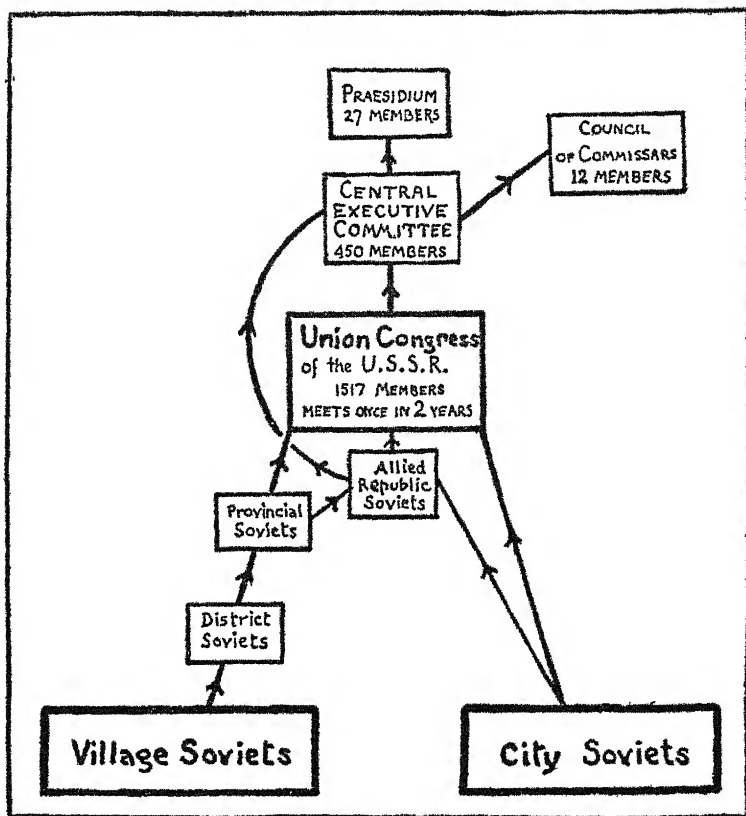 PRAESIDIUM
27 MEMBERS
COUNCIL
OF COMMISSARS
12 MEMBERS
CENTRAL
EXECUTIVE
COMMITTEE
450 MEMBERS
Union Congress
of the U.S.S.R.
1517 MEMBERS
MEETS ONCE IN 2 YEARS
Allied
Republic
Soviets
Provincial
Soviets
District
Soviets
Village Soviets
City Soviets